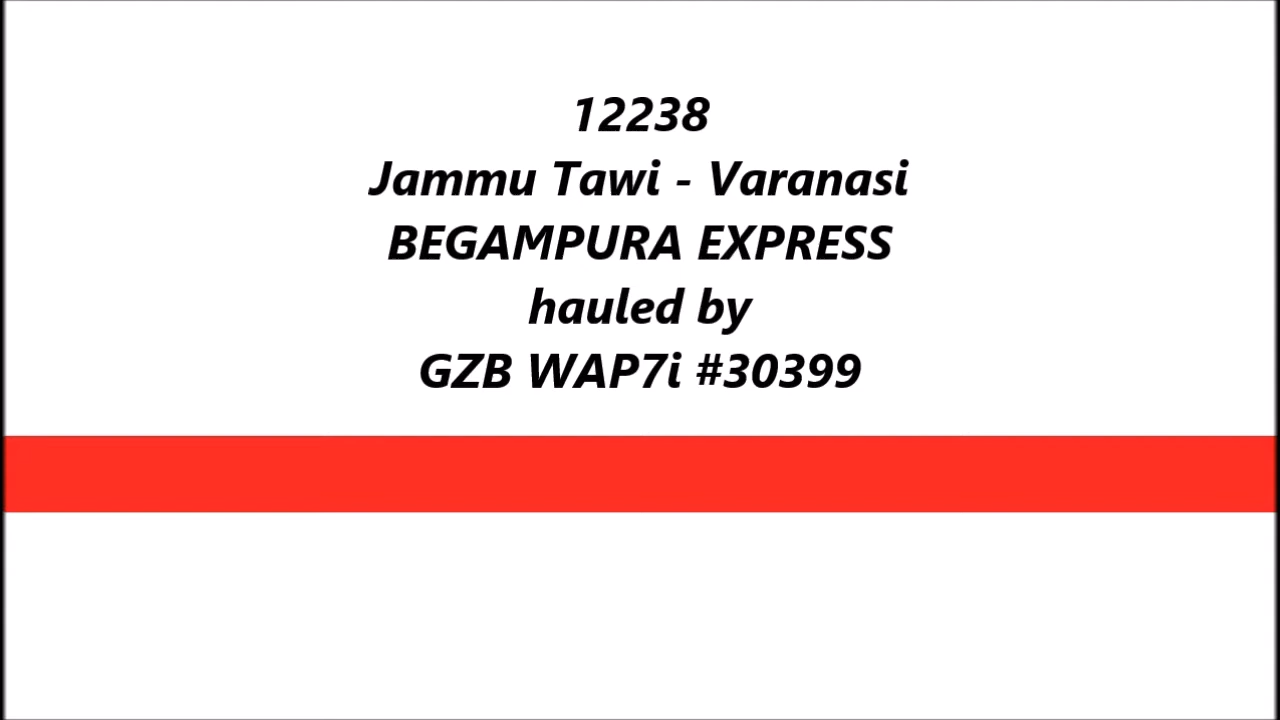 12238
Jammu Tawi - Varanasi
BEGAMPURA EXPRESS
hauled by
GZB WAP7i #30399